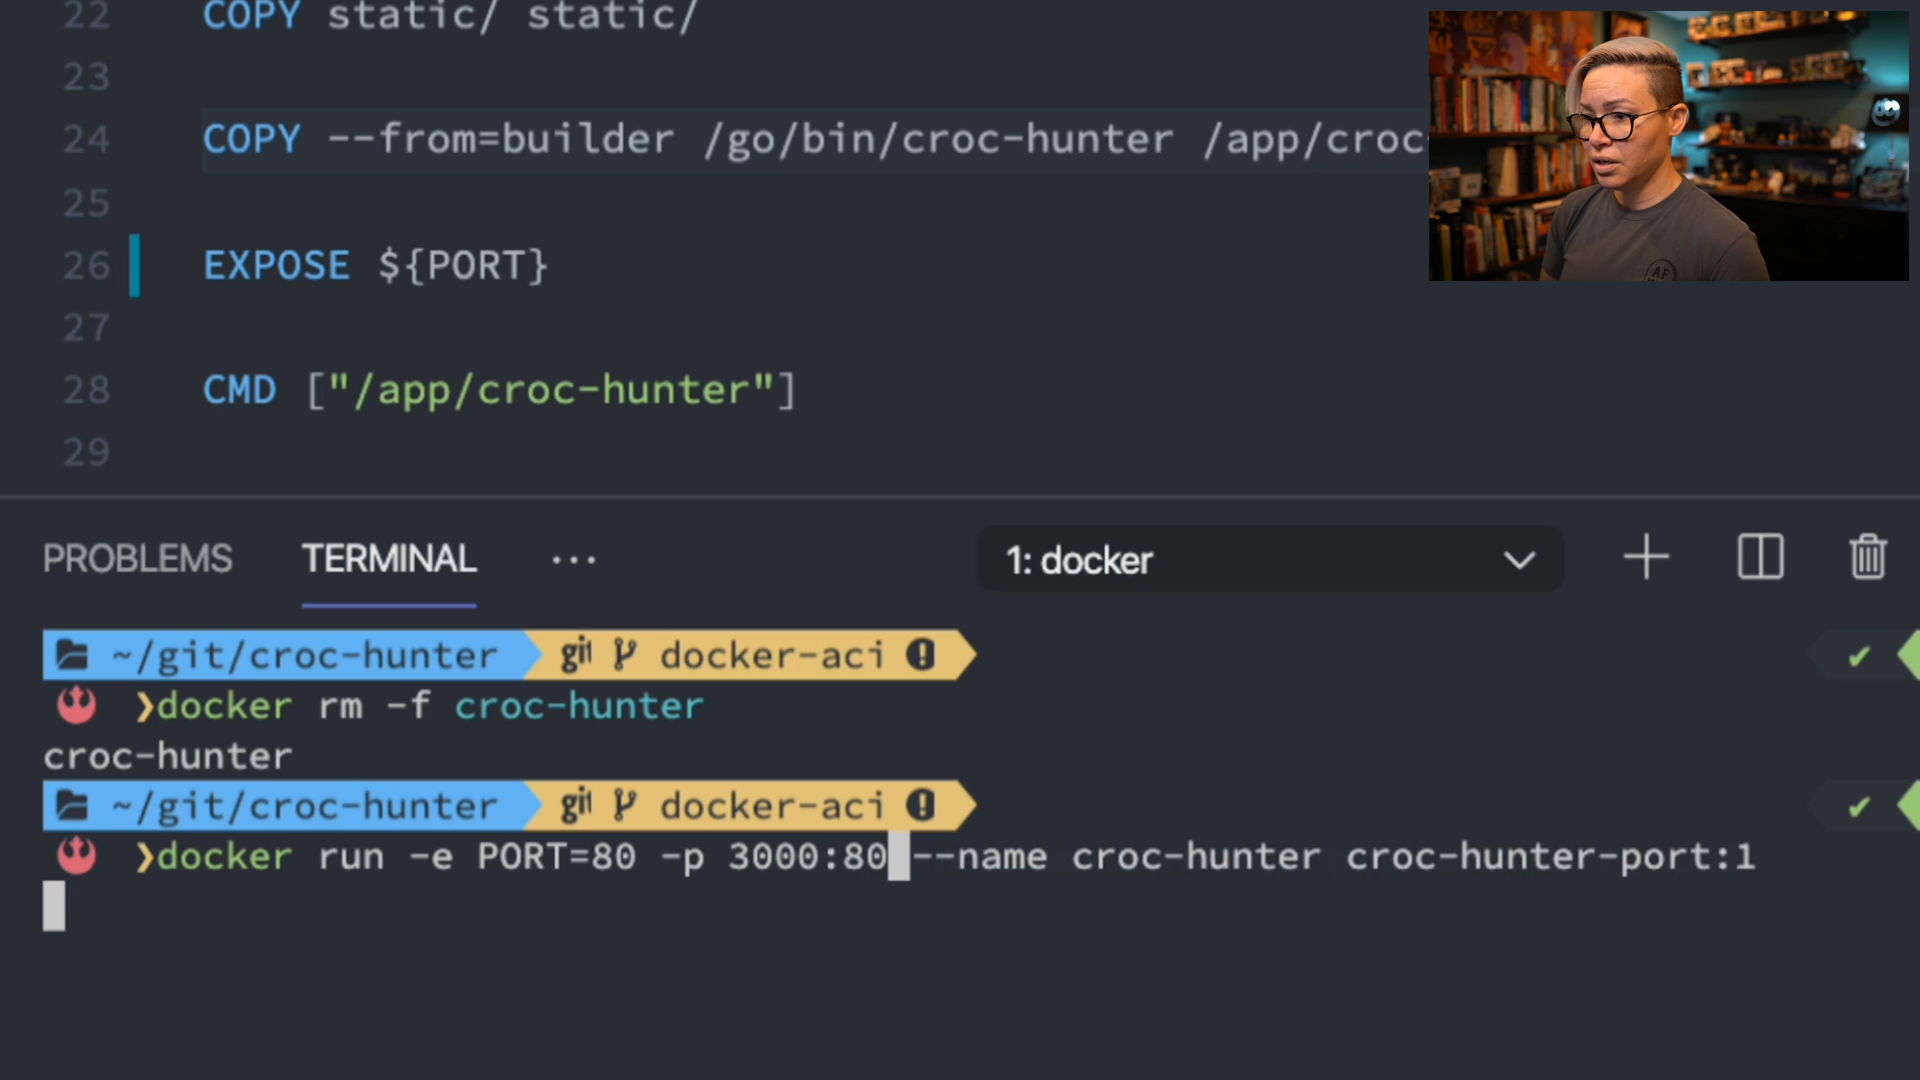 22 COPY static/ static/
23
24 COPY --from=builder /go/bin/croc-hunter /app/croc
25
26 EXPOSE ${PORT}
27
28 CMD ["/app/croc-hunter"]
29
PROBLEMS TERMINAL ... 1: docker
~/git/croc-hunter git docker-aci
❯docker rm -f croc-hunter
croc-hunter
~/git/croc-hunter git docker-aci
❯docker run -e PORT=80 -p 3000:80 --name croc-hunter croc-hunter-port:1
AF